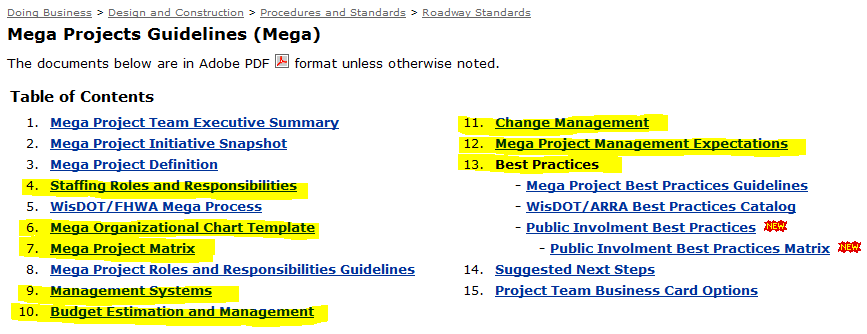 Doing Business > Design and Construction > Procedures and Standards > Roadway Standards
Mega Projects Guidelines (Mega)
The documents below are in Adobe PDF format unless otherwise noted.
Table of Contents
1. Mega Project Team Executive Summary
2. Mega Project Initiative Snapshot
3. Mega Project Definition
4. Staffing Roles and Responsibilities
5. WisDOT/FHWA Mega Process
6. Mega Organizational Chart Template
7. Mega Project Matrix
8. Mega Project Roles and Responsibilities Guidelines
9. Management Systems
10. Budget Estimation and Management
11. Change Management
12. Mega Project Management Expectations
13. Best Practices
- Mega Project Best Practices Guidelines
- WisDOT/ARRA Best Practices Catalog
- Public Involment Best Practices NEW
- Public Involment Best Practices Matrix NEW
14. Suggested Next Steps
15. Project Team Business Card Options